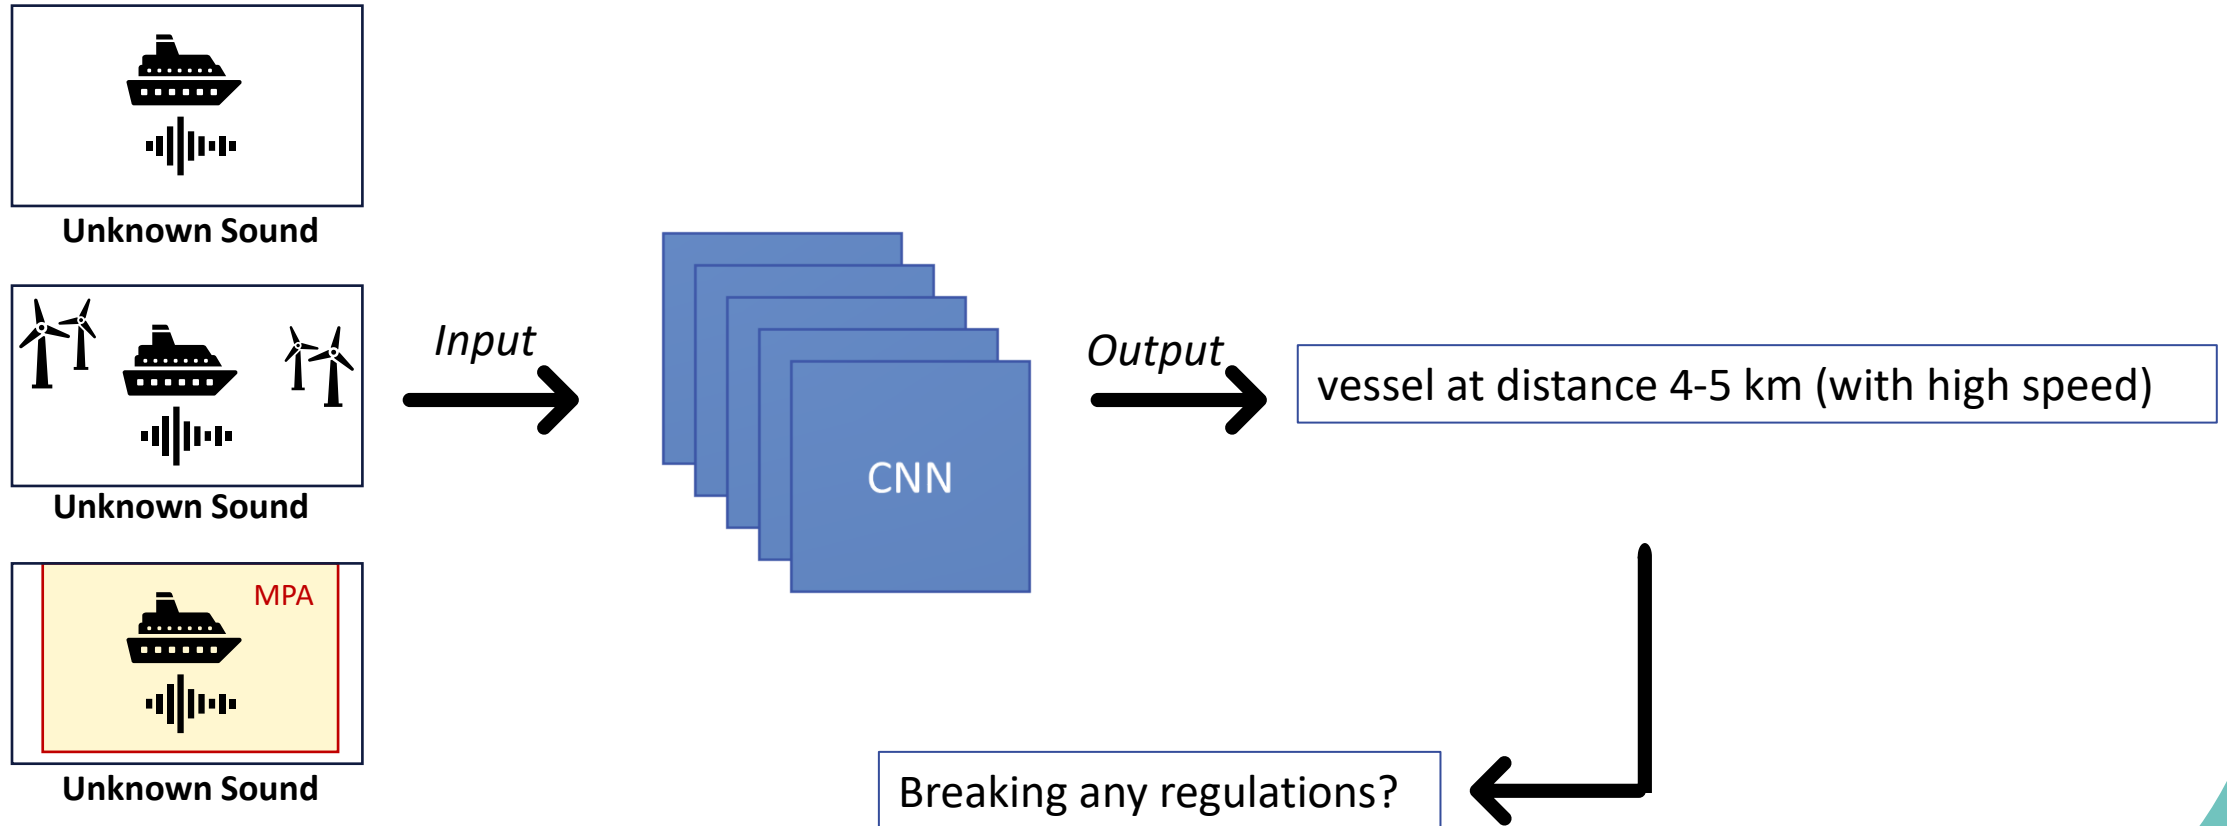 Unknown Sound
Unknown Sound
MPA
Unknown Sound
Input
CNN
Output
vessel at distance 4-5 km (with high speed)
Breaking any regulations?